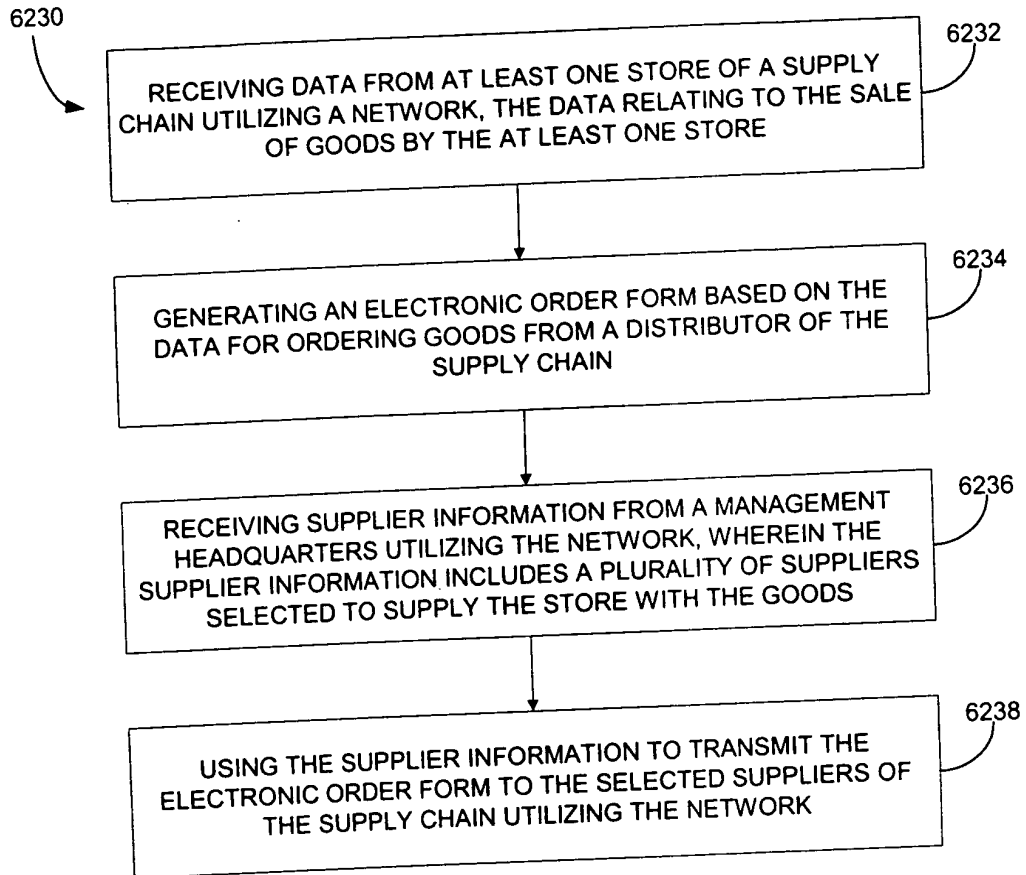 6230
6232
RECEIVING DATA FROM AT LEAST ONE STORE OF A SUPPLY
CHAIN UTILIZING A NETWORK, THE DATA RELATING TO THE SALE
OF GOODS BY THE AT LEAST ONE STORE
6234
GENERATING AN ELECTRONIC ORDER FORM BASED ON THE
DATA FOR ORDERING GOODS FROM A DISTRIBUTOR OF THE
SUPPLY CHAIN
6236
RECEIVING SUPPLIER INFORMATION FROM A MANAGEMENT
HEADQUARTERS UTILIZING THE NETWORK, WHEREIN THE
SUPPLIER INFORMATION INCLUDES A PLURALITY OF SUPPLIERS
SELECTED TO SUPPLY THE STORE WITH THE GOODS
6238
USING THE SUPPLIER INFORMATION TO TRANSMIT THE
ELECTRONIC ORDER FORM TO THE SELECTED SUPPLIERS OF
THE SUPPLY CHAIN UTILIZING THE NETWORK